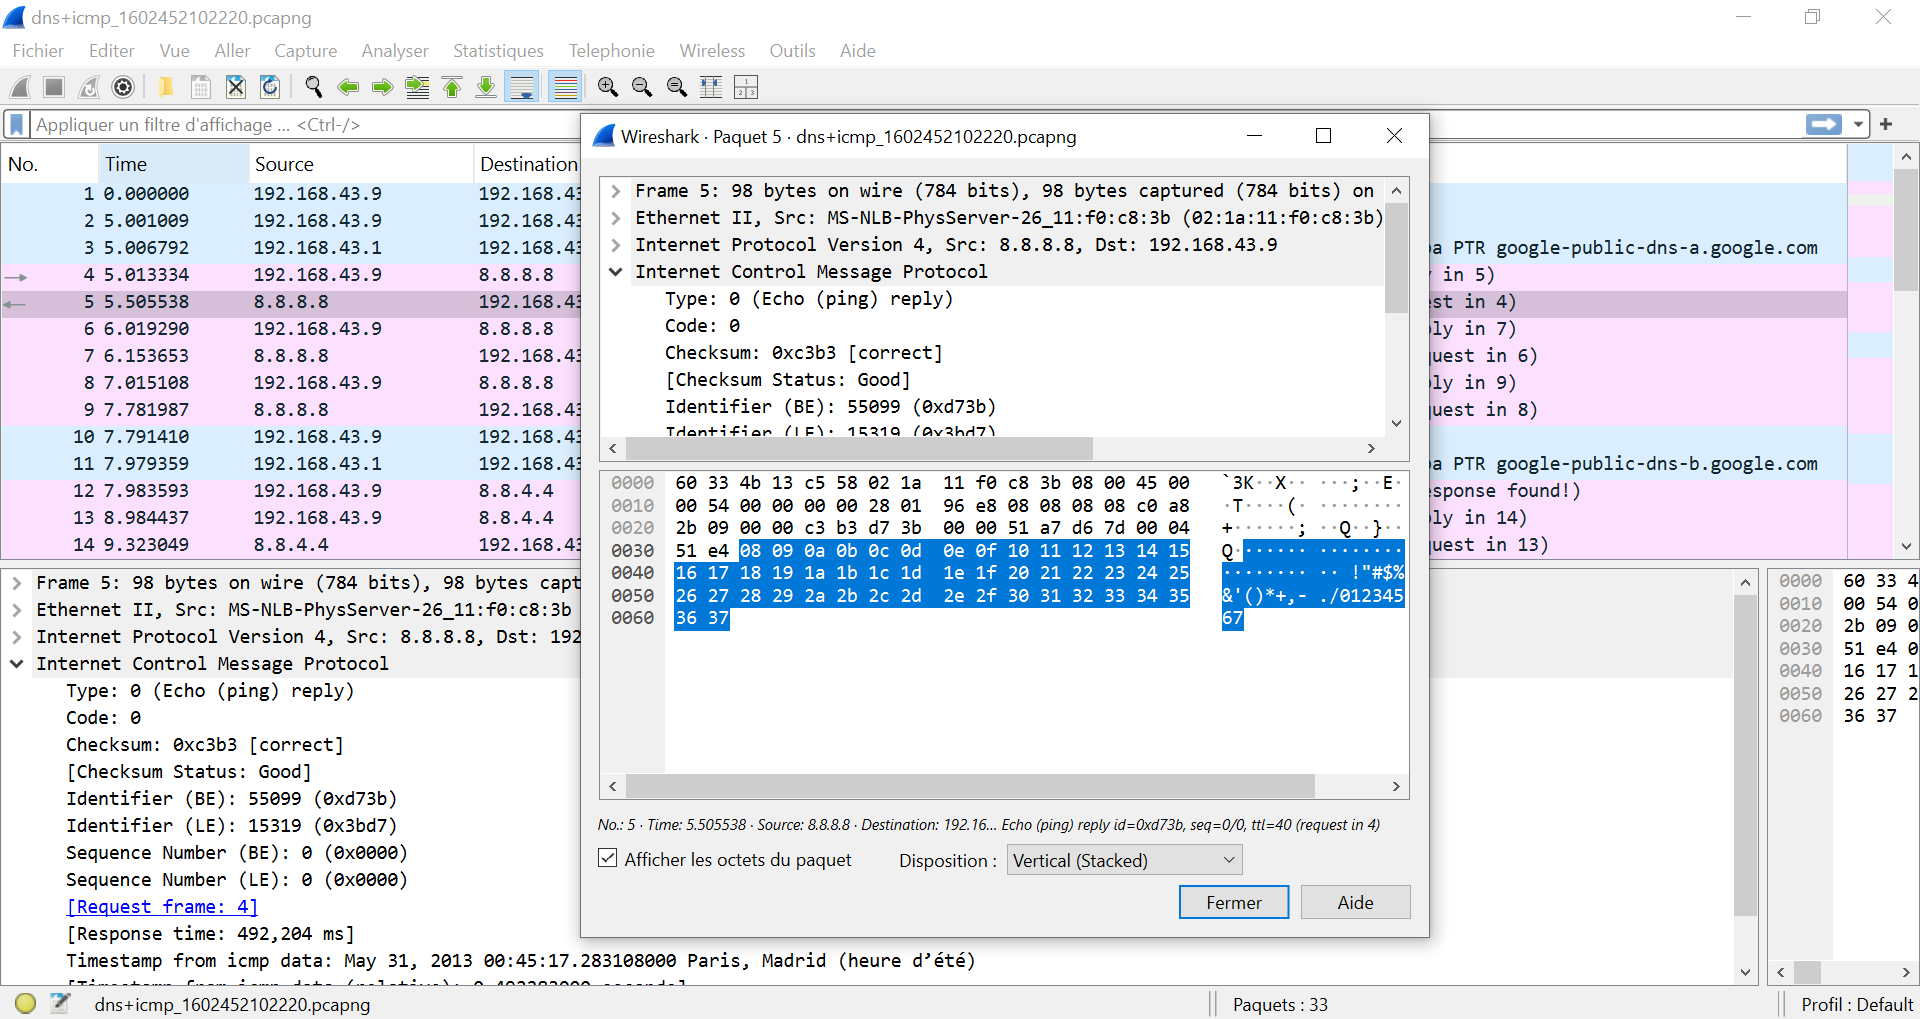 dns+icmp_1602452102220.pcapng
Fichier Editer Vue Aller Capture Analyser Statistiques Telephonie Wireless Outils Aide
Appliquer un filtre d'affichage ... <Ctrl-/>
No. Time Source Destination
1 0.000000 192.168.43.9 192.168.43
2 5.001009 192.168.43.9 192.168.43
3 5.006792 192.168.43.1 192.168.43 pa PTR google-public-dns-a.google.com
4 5.013334 192.168.43.9 8.8.8.8 in 5)
5 5.505538 8.8.8.8 192.168.43 st in 4)
6 6.019290 192.168.43.9 8.8.8.8 ly in 7)
7 6.153653 8.8.8.8 192.168.43 uest in 6)
8 7.015108 192.168.43.9 8.8.8.8 ly in 9)
9 7.781987 8.8.8.8 192.168.43 uest in 8)
10 7.791410 192.168.43.9 192.168.43
11 7.979359 192.168.43.1 192.168.43 pa PTR google-public-dns-b.google.com
12 7.983593 192.168.43.9 8.8.4.4 sponse found!)
13 8.984437 192.168.43.9 8.8.4.4 ly in 14)
14 9.323049 8.8.4.4 192.168.43 uest in 13)
Wireshark · Paquet 5 · dns+icmp_1602452102220.pcapng
Frame 5: 98 bytes on wire (784 bits), 98 bytes captured (784 bits) on
Ethernet II, Src: MS-NLB-PhysServer-26_11:f0:c8:3b (02:1a:11:f0:c8:3b)
Internet Protocol Version 4, Src: 8.8.8.8, Dst: 192.168.43.9
Internet Control Message Protocol
Type: 0 (Echo (ping) reply)
Code: 0
Checksum: 0xc3b3 [correct]
[Checksum Status: Good]
Identifier (BE): 55099 (0xd73b)
Identifier (LE): 15319 (0x3bd7)
0000 60 33 4b 13 c5 58 02 1a 11 f0 c8 3b 08 00 45 00 `3K··X·· ···;··E·
0010 00 54 00 00 00 00 28 01 96 e8 08 08 08 08 c0 a8 ·T····(· ········
0020 2b 09 00 00 c3 b3 d7 3b 00 00 51 a7 d6 7d 00 04 +······; ··Q··}··
0030 51 e4 08 09 0a 0b 0c 0d 0e 0f 10 11 12 13 14 15 Q······· ········
0040 16 17 18 19 1a 1b 1c 1d 1e 1f 20 21 22 23 24 25 ········ ·· !"#$%
0050 26 27 28 29 2a 2b 2c 2d 2e 2f 30 31 32 33 34 35 &'()*+,- ./012345
0060 36 37 67
No.: 5 · Time: 5.505538 · Source: 8.8.8.8 · Destination: 192.16... Echo (ping) reply id=0xd73b, seq=0/0, ttl=40 (request in 4)
Afficher les octets du paquet Disposition : Vertical (Stacked)
Fermer Aide
Frame 5: 98 bytes on wire (784 bits), 98 bytes capt
Ethernet II, Src: MS-NLB-PhysServer-26_11:f0:c8:3b
Internet Protocol Version 4, Src: 8.8.8.8, Dst: 192
Internet Control Message Protocol
Type: 0 (Echo (ping) reply)
Code: 0
Checksum: 0xc3b3 [correct]
[Checksum Status: Good]
Identifier (BE): 55099 (0xd73b)
Identifier (LE): 15319 (0x3bd7)
Sequence Number (BE): 0 (0x0000)
Sequence Number (LE): 0 (0x0000)
[Request frame: 4]
[Response time: 492,204 ms]
Timestamp from icmp data: May 31, 2013 00:45:17.283108000 Paris, Madrid (heure d’été)
0000 60 33 4
0010 00 54 0
0020 2b 09 0
0030 51 e4 0
0040 16 17 1
0050 26 27 2
0060 36 37
dns+icmp_1602452102220.pcapng Paquets : 33 Profil : Default